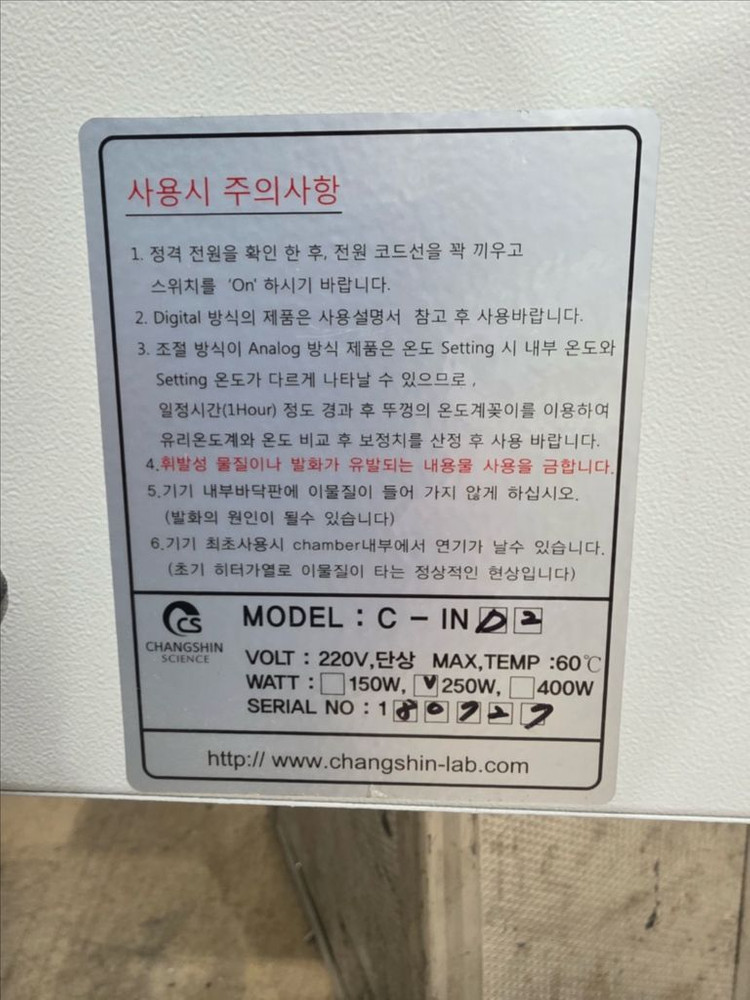 사용시 주의사항
1. 정격 전원을 확인 한 후, 전원 코드선을 꽉 끼우고
스위치를 'On' 하시기 바랍니다.
2. Digital 방식의 제품은 사용설명서 참고 후 사용바랍니다.
3. 조절 방식이 Analog 방식 제품은 온도 Setting 시 내부 온도와
Setting 온도가 다르게 나타날 수 있으므로 ,
일정시간(1Hour) 정도 경과 후 뚜껑의 온도계꽂이를 이용하여
유리온도계와 온도 비교 후 보정치를 산정 후 사용 바랍니다.
4.휘발성 물질이나 발화가 유발되는 내용물 사용을 금합니다.
5.기기 내부바닥판에 이물질이 들어 가지 않게 하십시오.
(발화의 원인이 될수 있습니다)
6.기기 최초사용시 chamber내부에서 연기가 날수 있습니다.
(초기 히터가열로 이물질이 타는 정상적인 현상입니다)
CS
CHANGSHIN
SCIENCE
MODEL : C - IN D 2
VOLT : 220V,단상 MAX,TEMP :60℃
WATT : □150W, ☑250W, □400W
SERIAL NO : 1 8 0 7 2 7
http:// www.changshin-lab.com